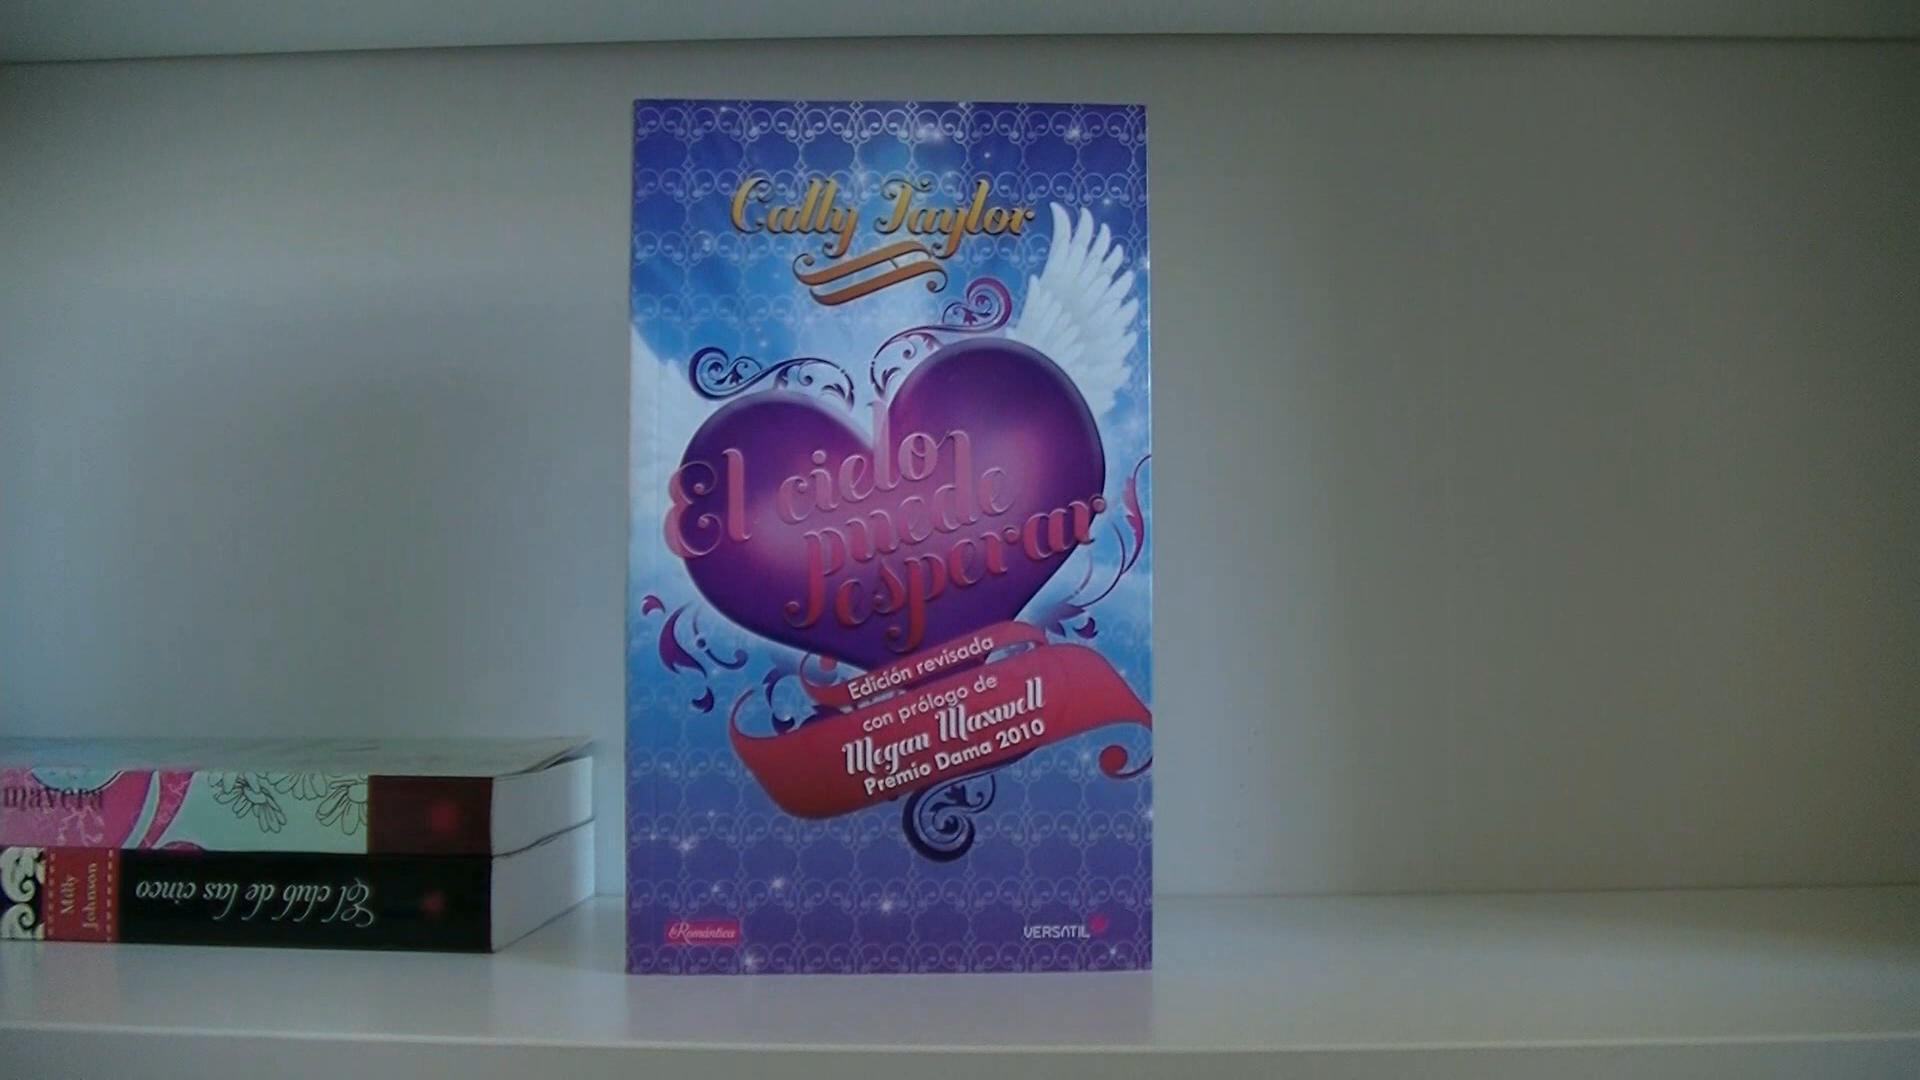 Cally Taylor
El cielo
puede
esperar
Edición revisada
con prólogo de
Megan Maxwell
Premio Dama 2010
Romántica
VERSATIL
mavera
Milly
Johnson
El club de las cinco